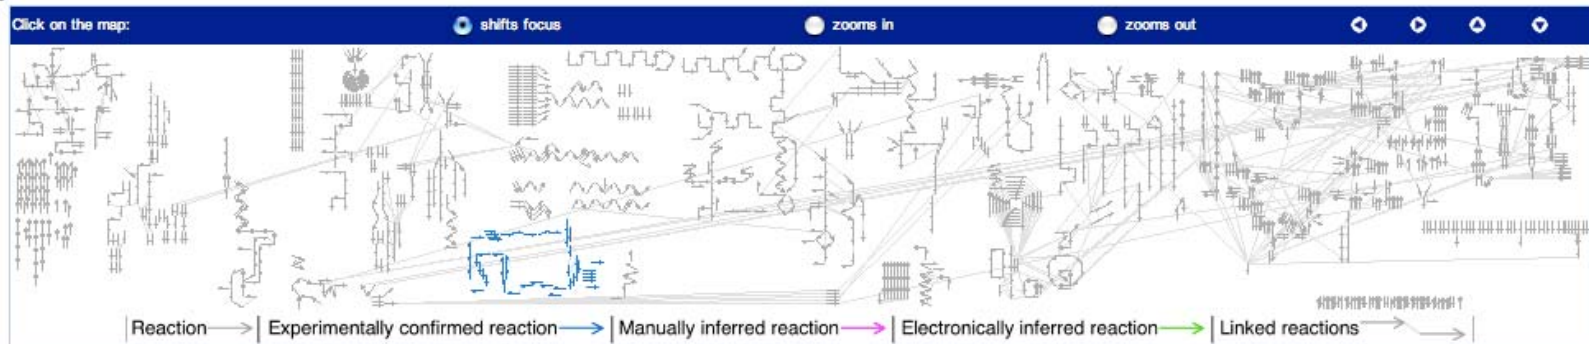 Click on the map: shifts focus zooms in zooms out
Reaction Experimentally confirmed reaction Manually inferred reaction Electronically inferred reaction Linked reactions